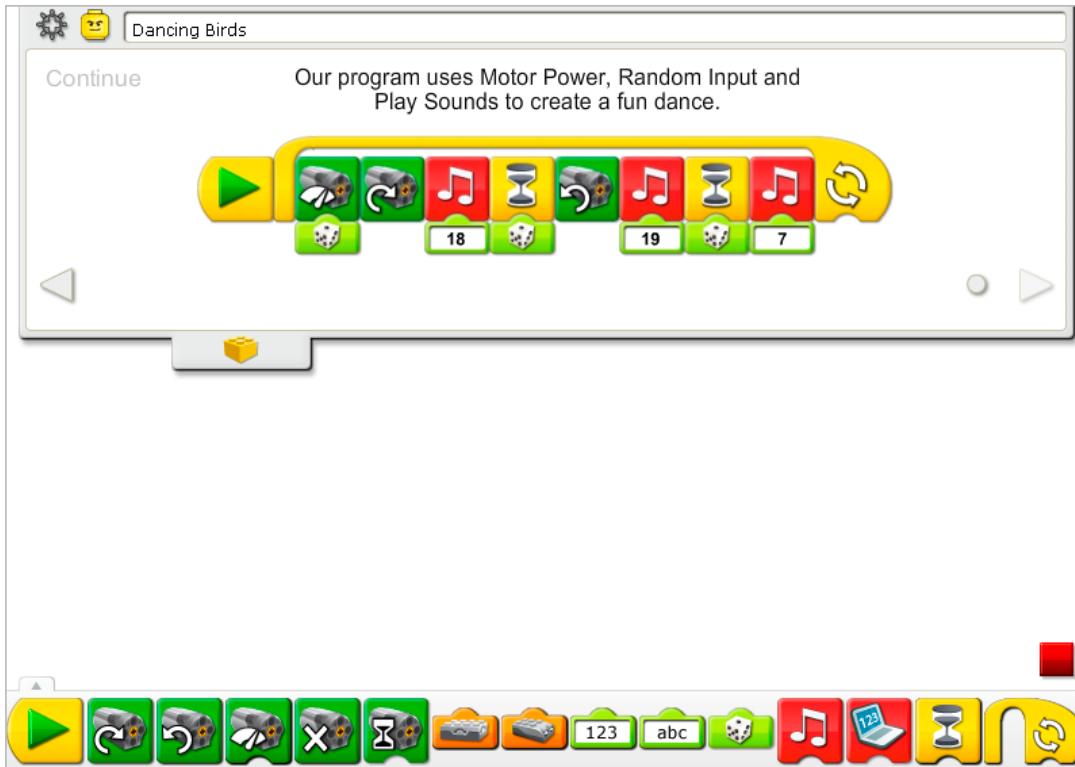 Dancing Birds
Continue
Our program uses Motor Power, Random Input and
Play Sounds to create a fun dance.
18 19 7
123 abc 123